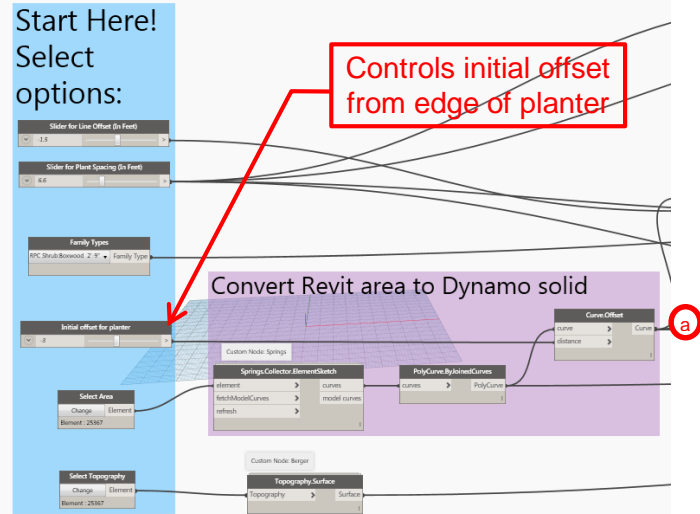 Start Here!
Select
options:
Controls initial offset
from edge of planter
Slider for Line Offset (In Feet)
-1.5
>
Slider for Plant Spacing (In Feet)
6.6
>
Family Types
RPC Shrub:Boxwood 2'-9" Family Type
Convert Revit area to Dynamo solid
Curve.Offset
curve > Curve
distance >
a
Initial offset for planter
-3
>
Custom Node: Springs
Springs.Collector.ElementSketch
element > curves
fetchModelCurves > model curves
refresh >
PolyCurve.ByJoinedCurves
curves > PolyCurve
Select Area
Change Element
Element : 25367
Custom Node: Berger
Select Topography
Change Element
Element : 25367
Topography.Surface
Topography > Surface